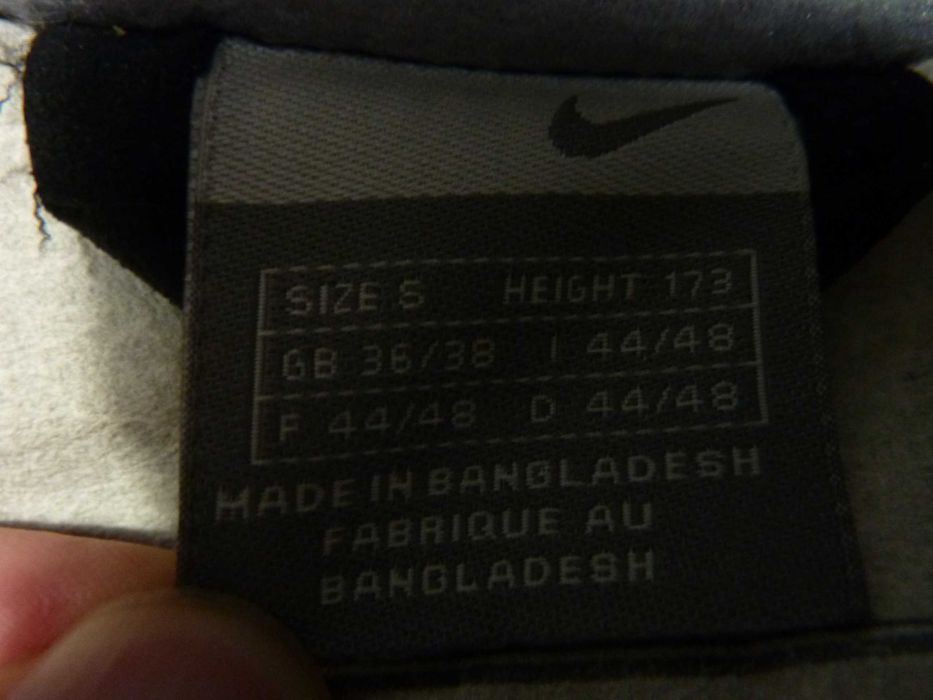 SIZE S HEIGHT 173
GB 36/38 I 44/48
F 44/48 D 44/48
MADE IN BANGLADESH
FABRIQUE AU
BANGLADESH